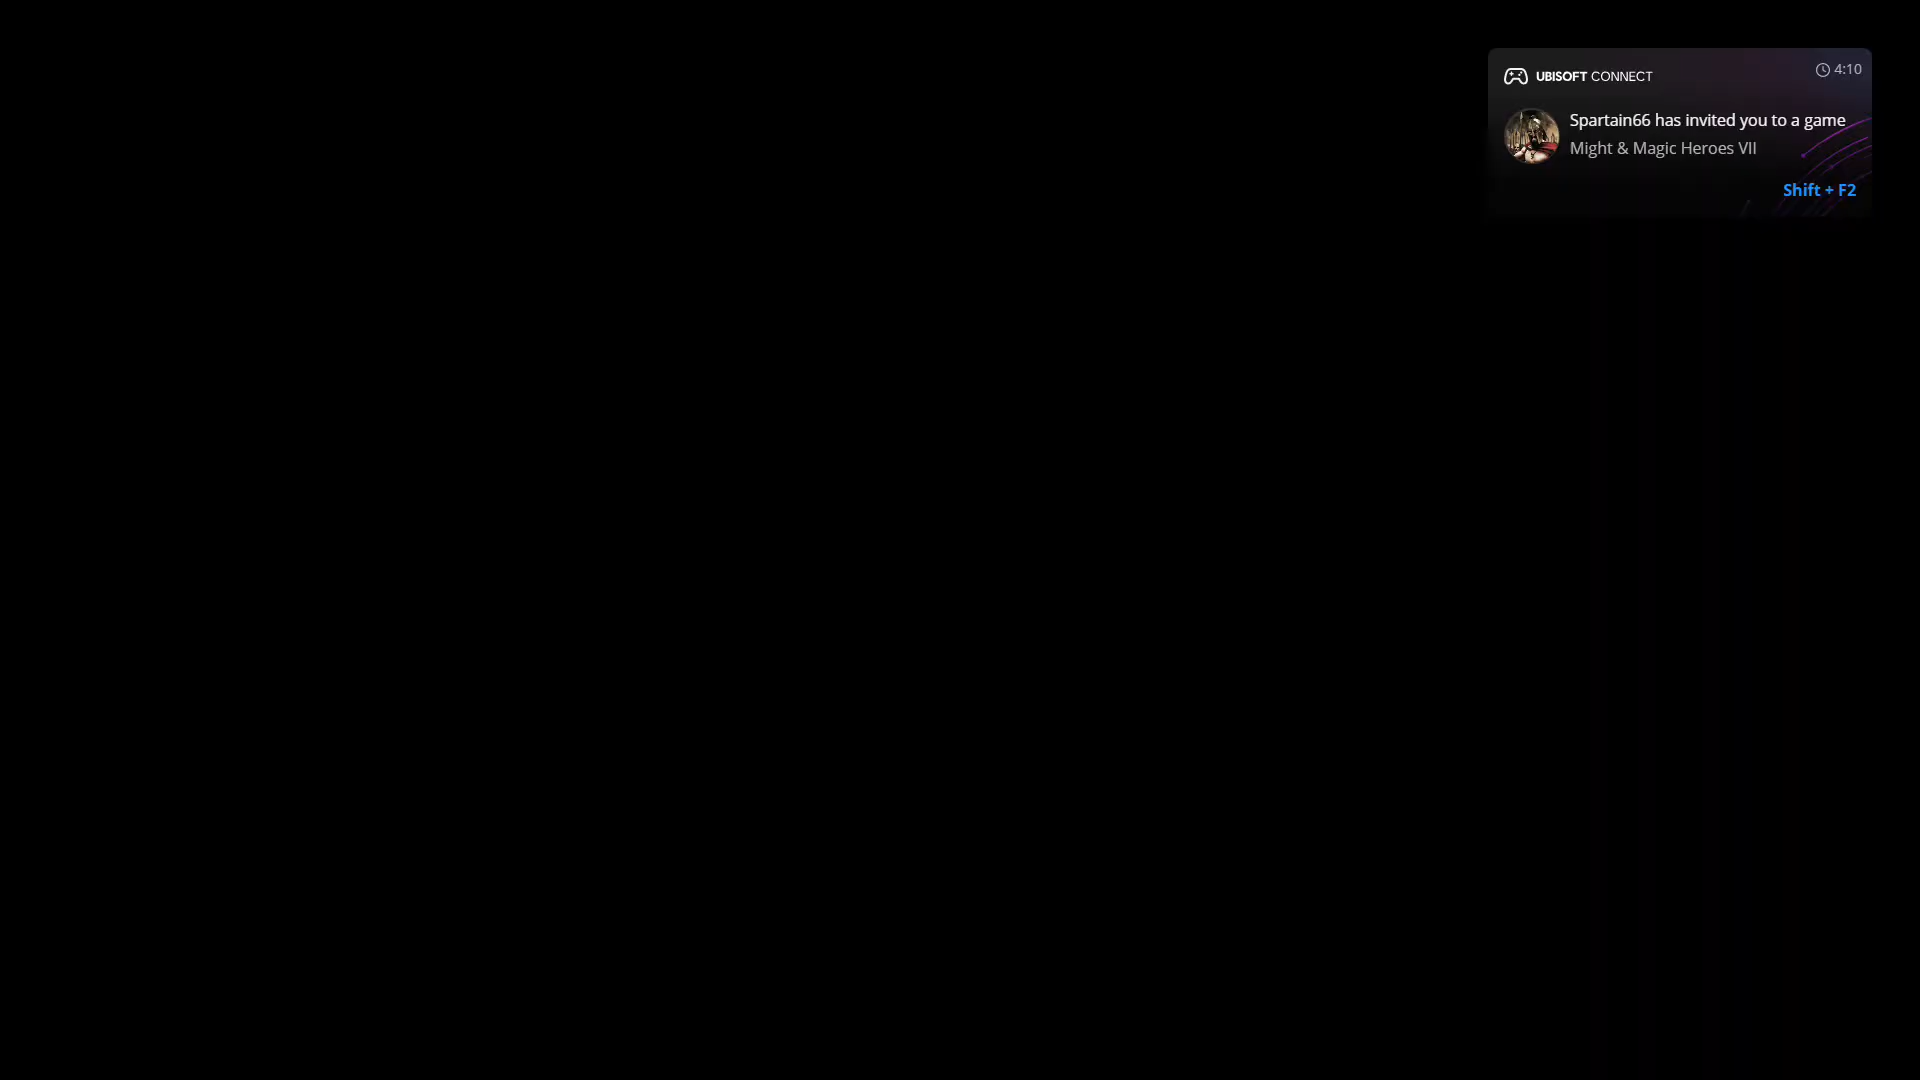 UBISOFT CONNECT
4:10
Spartain66 has invited you to a game
Might & Magic Heroes VII
Shift + F2